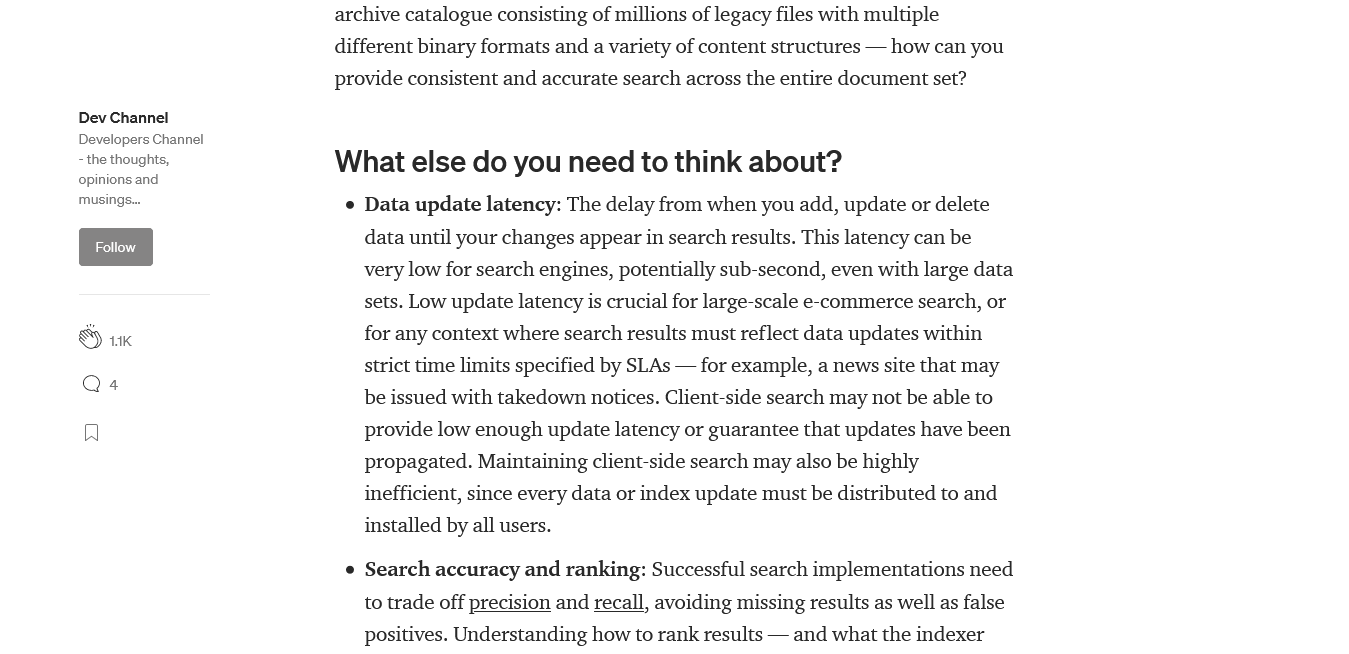 archive catalogue consisting of millions of legacy files with multiple
different binary formats and a variety of content structures — how can you
provide consistent and accurate search across the entire document set?
Dev Channel
Developers Channel
- the thoughts,
opinions and
musings...
Follow
1.1K
4
What else do you need to think about?
• Data update latency: The delay from when you add, update or delete
data until your changes appear in search results. This latency can be
very low for search engines, potentially sub-second, even with large data
sets. Low update latency is crucial for large-scale e-commerce search, or
for any context where search results must reflect data updates within
strict time limits specified by SLAs — for example, a news site that may
be issued with takedown notices. Client-side search may not be able to
provide low enough update latency or guarantee that updates have been
propagated. Maintaining client-side search may also be highly
inefficient, since every data or index update must be distributed to and
installed by all users.
• Search accuracy and ranking: Successful search implementations need
to trade off precision and recall, avoiding missing results as well as false
positives. Understanding how to rank results — and what the indexer